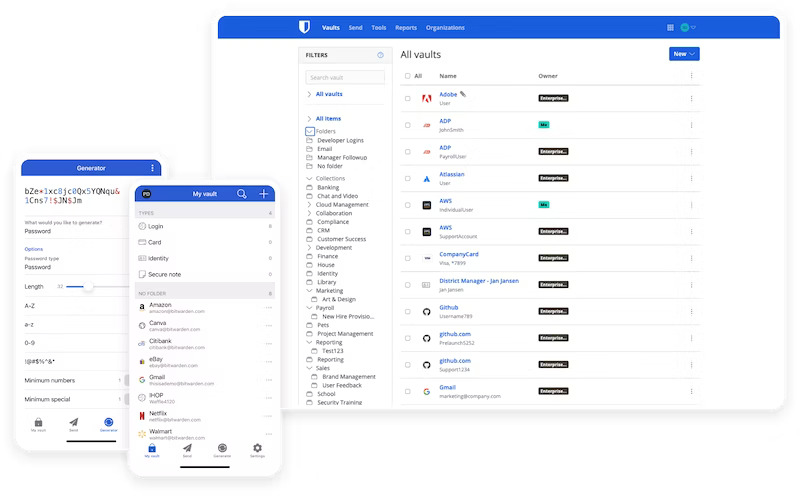 Vaults Send Tools Reports Organizations
FILTERS
Search vault
All vaults
All items
Folders
Developer Logins
Email
Manager Followup
No folder
Collections
Banking
Chat and Video
Cloud Management
Collaboration
Compliance
CRM
Customer Success
Development
Finance
House
Identity
Library
Marketing
Art & Design
Payroll
New Hire Provisio...
Pets
Project Management
Reporting
Test123
Reporting
Sales
Brand Management
User Feedback
School
Security Training
All vaults
New
All Name Owner
Adobe
User
Enterprise...
ADP
JohnSmith
Me
ADP
PayrollUser
Enterprise...
Atlassian
User
Enterprise...
AWS
IndividualUser
Me
AWS
SupportAccount
Enterprise...
CompanyCard
Visa, *7899
Enterprise...
District Manager - Jan Jansen
Jan Jansen
Enterprise...
Github
Username789
Enterprise...
github.com
Prelaunch5252
Enterprise...
github.com
Support1234
Enterprise...
Gmail
marketing@company.com
Enterprise...
Generator
bZe*1xc8jc0Qx5YQNqu&
1Cns7!$JN$Jm
What would you like to generate?
Password
Options
Password type
Password
Length 32
A-Z
a-z
0-9
!@#$%^&*
Minimum numbers 1
Minimum special 1
My vault Send Generator
PD My vault
TYPES
Login
Card
Identity
Secure note
NO FOLDER
Amazon
amazon@bitwarden.com
Canva
canva@bitwarden.com
Citibank
citibank@bitwarden.com
eBay
ebay@bitwarden.com
Gmail
IHOP
Waffle4120
Netflix
netflix@bitwarden.com
Walmart
walmart@bitwarden.com
My vault Send Generator Settings